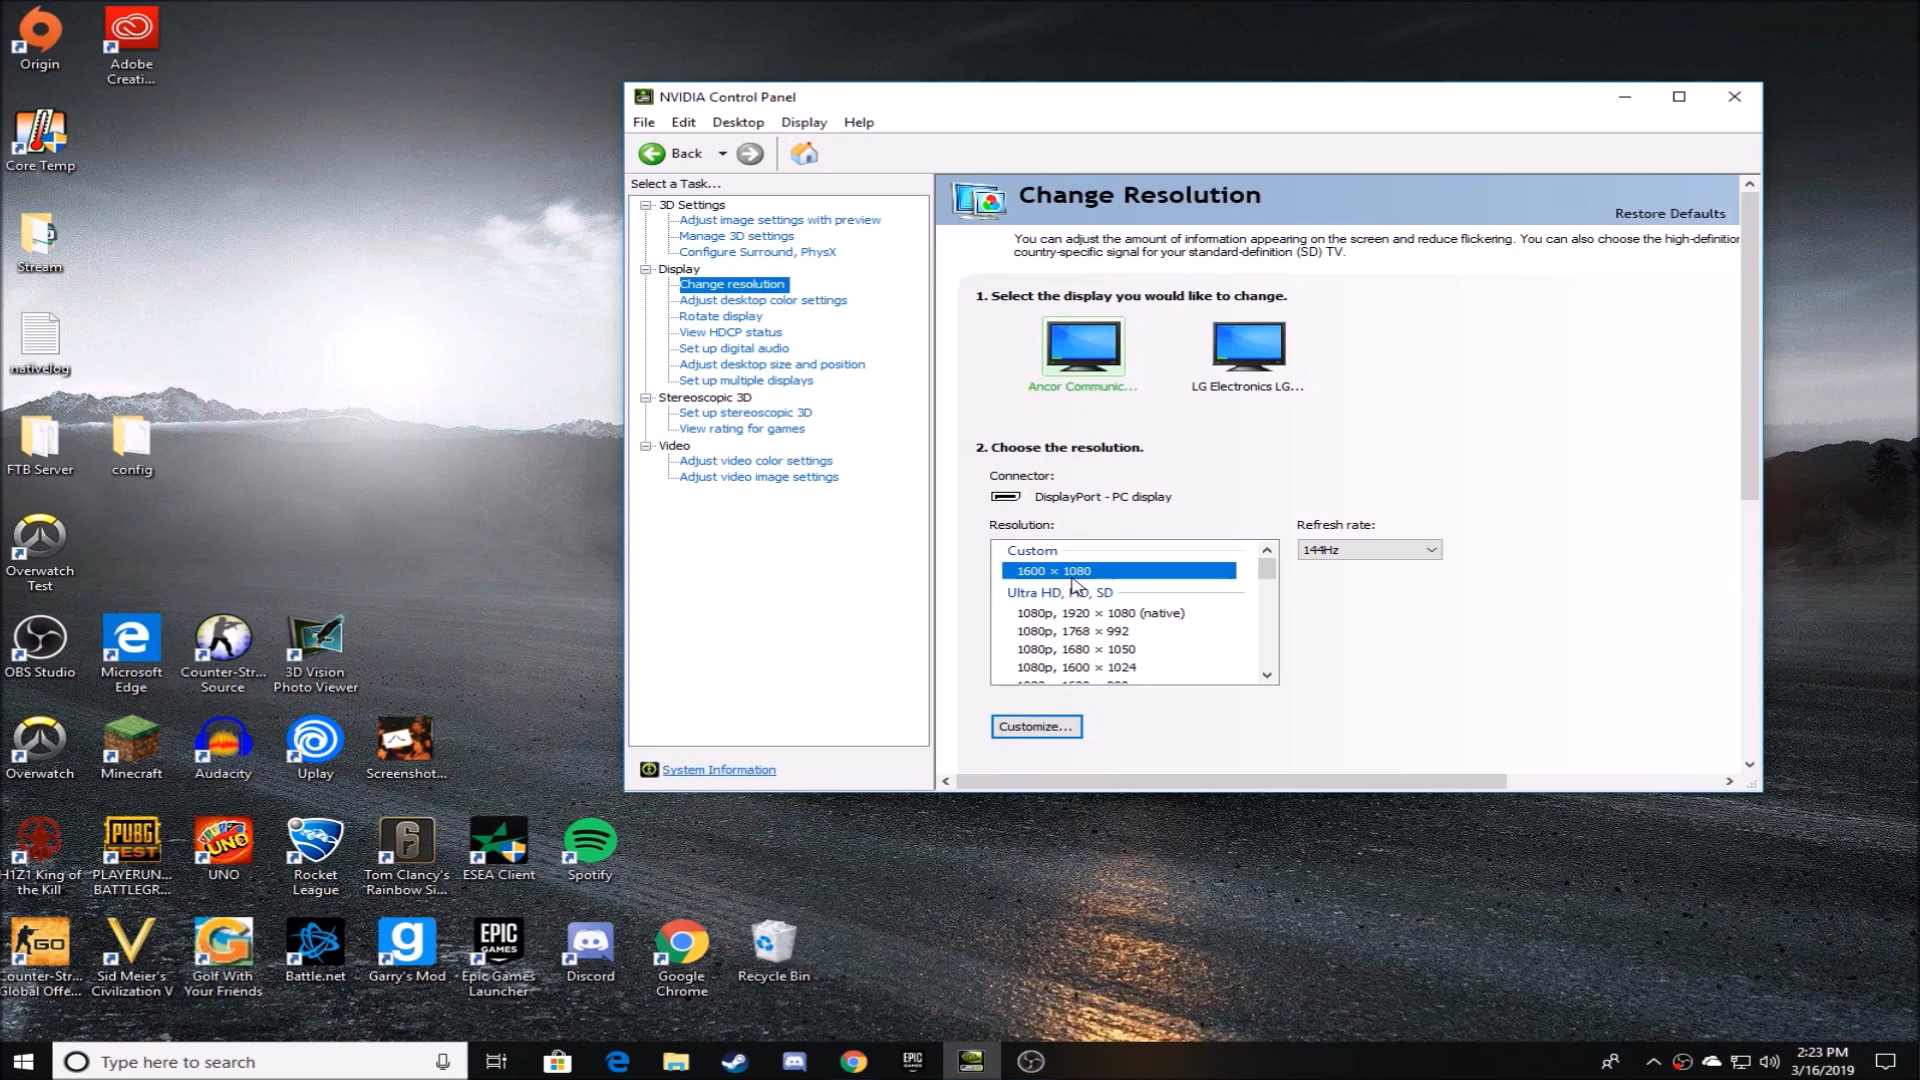 Origin
Adobe
Creati...
Core Temp
Stream
nativelog
FTB Server
config
Overwatch
Test
OBS Studio
Microsoft
Edge
Counter-Str...
Source
3D Vision
Photo Viewer
Overwatch
Minecraft
Audacity
Uplay
Screenshot...
H1Z1 King of
the Kill
PUBG
TEST
PLAYERUN...
BATTLEGR...
UNO
UNO
Rocket
League
6
Tom Clancy's
Rainbow Si...
ESEA Client
Spotify
GO
Counter-Str...
Global Offe...
Sid Meier's
Civilization V
Golf With
Your Friends
Battle.net
g
Garry's Mod
EPIC
GAMES
Epic Games
Launcher
Discord
Google
Chrome
Recycle Bin
NVIDIA Control Panel
File Edit Desktop Display Help
Back
Select a Task...
3D Settings
Adjust image settings with preview
Manage 3D settings
Configure Surround, PhysX
Display
Change resolution
Adjust desktop color settings
Rotate display
View HDCP status
Set up digital audio
Adjust desktop size and position
Set up multiple displays
Stereoscopic 3D
Set up stereoscopic 3D
View rating for games
Video
Adjust video color settings
Adjust video image settings
System Information
Change Resolution
Restore Defaults
You can adjust the amount of information appearing on the screen and reduce flickering. You can also choose the high-definition
country-specific signal for your standard-definition (SD) TV.
1. Select the display you would like to change.
Ancor Communic...
LG Electronics LG...
2. Choose the resolution.
Connector:
DisplayPort - PC display
Resolution:
Refresh rate:
Custom
144Hz
1600 × 1080
Ultra HD, HD, SD
1080p, 1920 × 1080 (native)
1080p, 1768 × 992
1080p, 1680 × 1050
1080p, 1600 × 1024
Customize...
Type here to search
EPIC
2:23 PM
3/16/2019